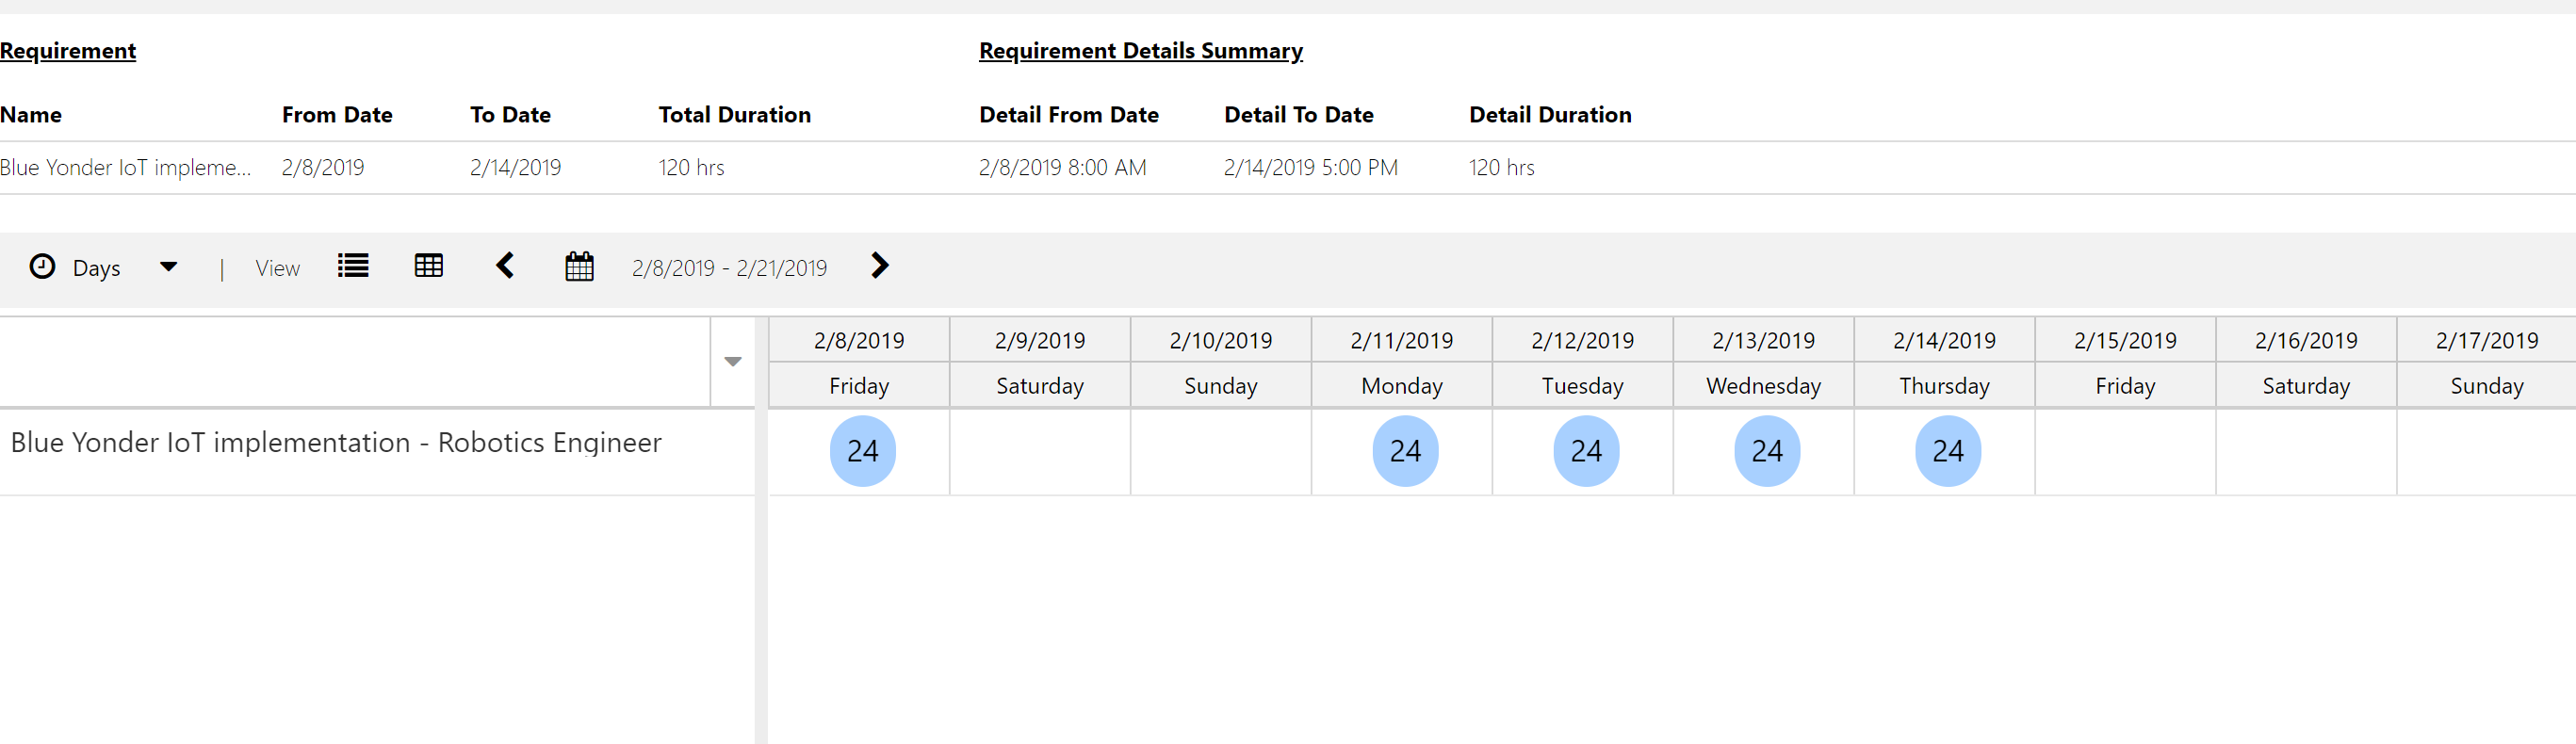 Requirement Requirement Details Summary
Name From Date To Date Total Duration Detail From Date Detail To Date Detail Duration
Blue Yonder IoT impleme... 2/8/2019 2/14/2019 120 hrs 2/8/2019 8:00 AM 2/14/2019 5:00 PM 120 hrs
Days | View 2/8/2019 - 2/21/2019
2/8/2019 2/9/2019 2/10/2019 2/11/2019 2/12/2019 2/13/2019 2/14/2019 2/15/2019 2/16/2019 2/17/2019
Friday Saturday Sunday Monday Tuesday Wednesday Thursday Friday Saturday Sunday
Blue Yonder IoT implementation - Robotics Engineer 24 24 24 24 24